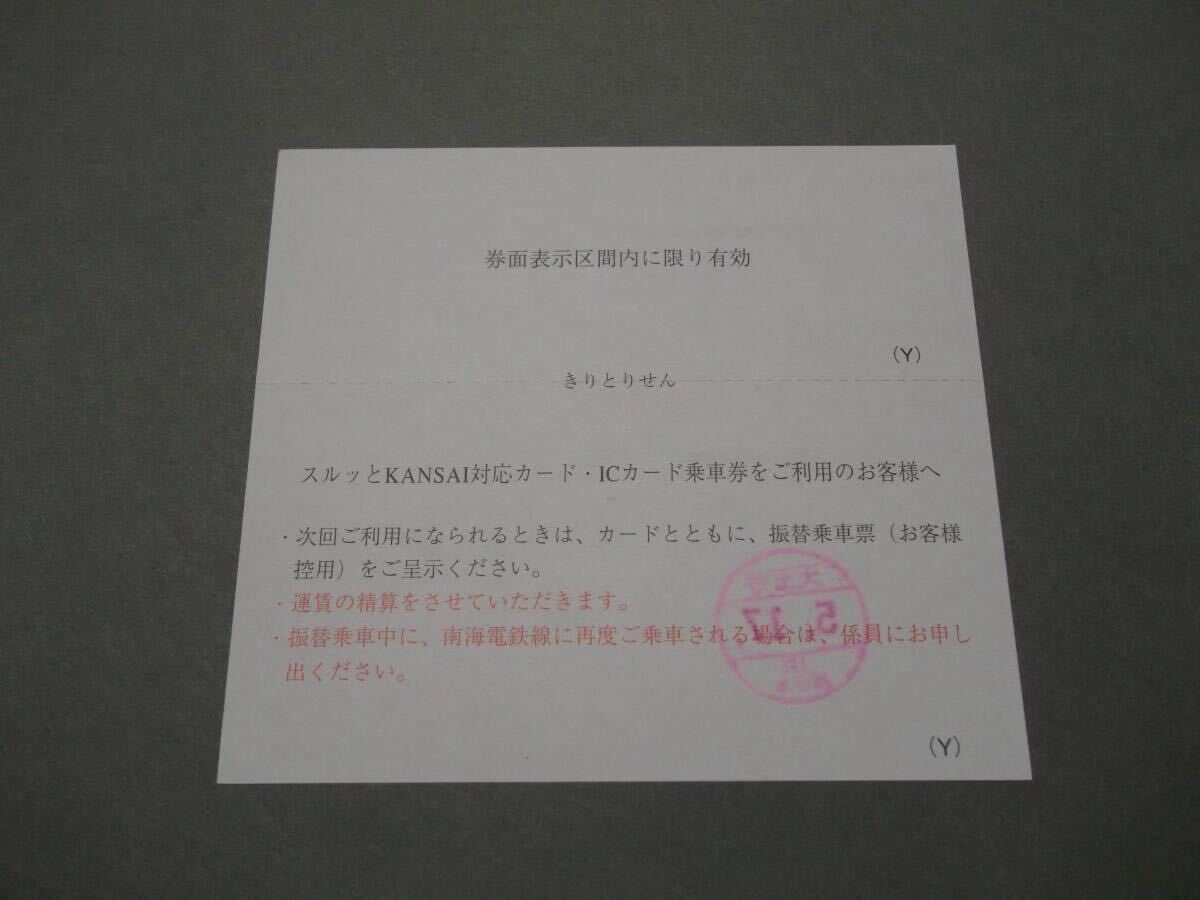 券面表示区間内に限り有効
(Y)
きりとりせん
スルッとKANSAI対応カード・ICカード乗車券をご利用のお客様へ
・次回ご利用になられるときは、カードとともに、振替乗車票（お客様
控用）をご呈示ください。
・運賃の精算をさせていただきます。
・振替乗車中に、南海電鉄線に再度ご乗車される場合は、係員にお申し
出ください。
(Y)